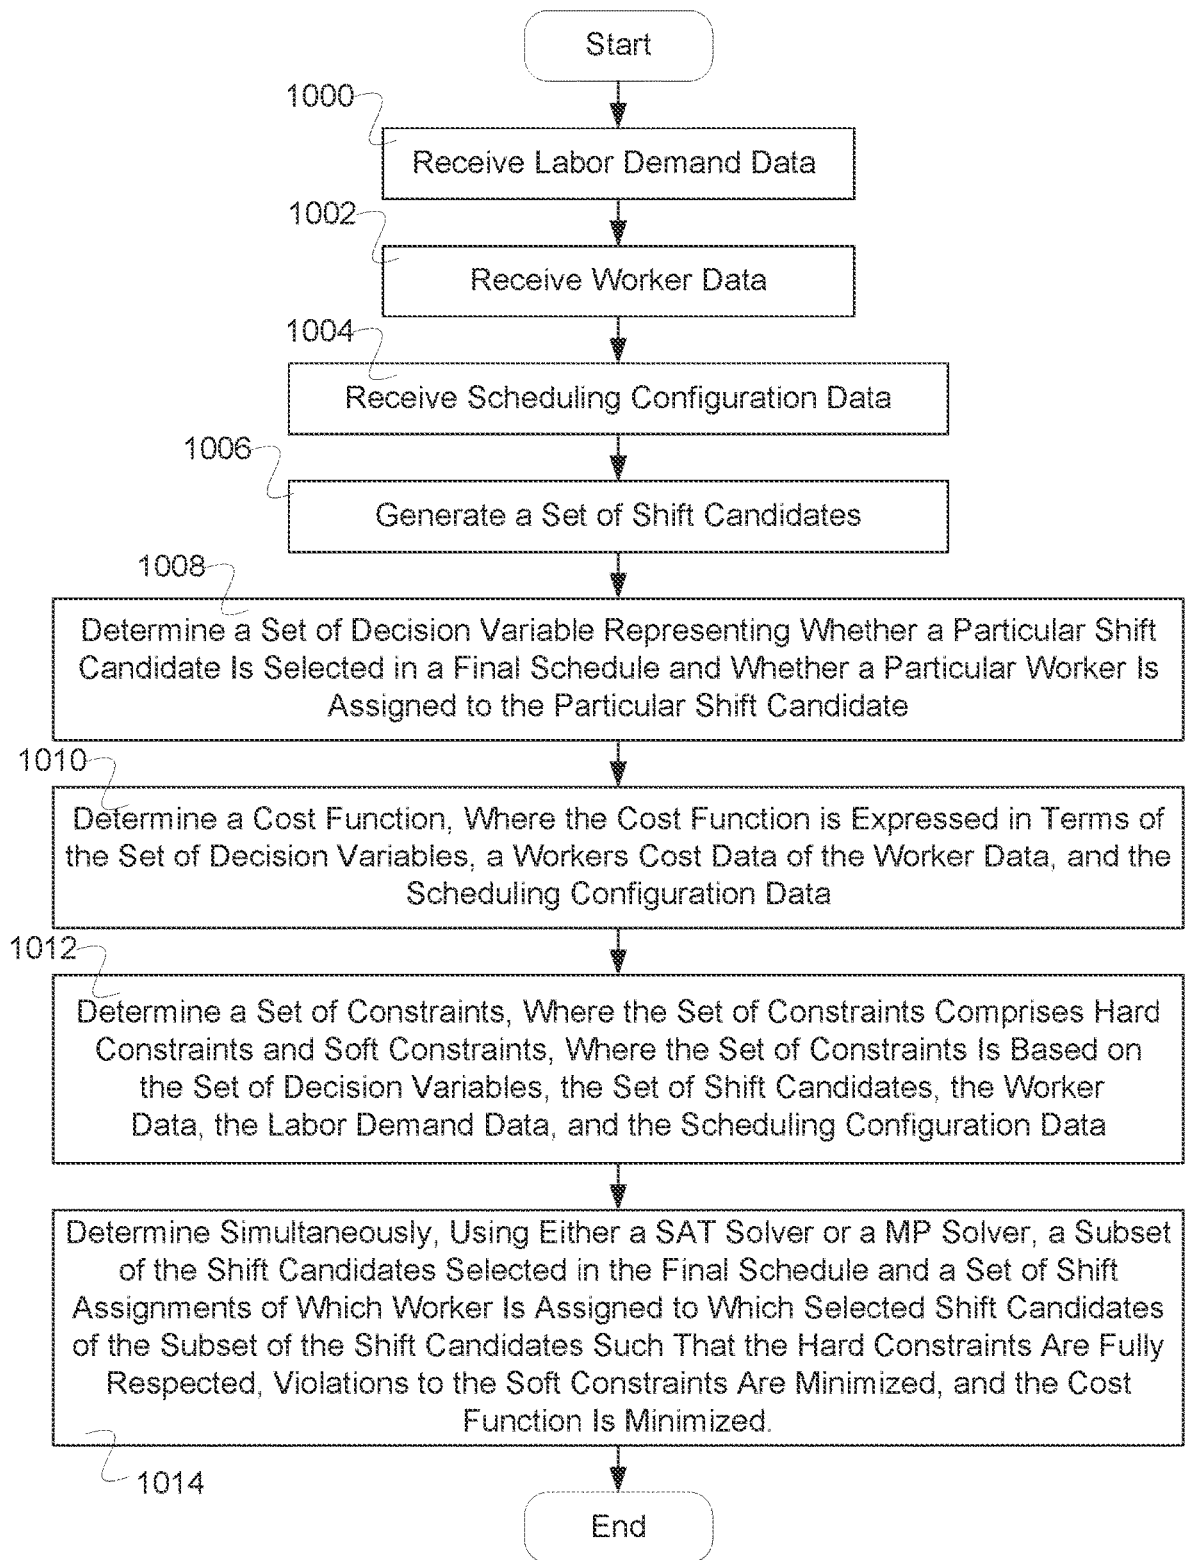 Start
1000
Receive Labor Demand Data
1002
Receive Worker Data
1004
Receive Scheduling Configuration Data
1006
Generate a Set of Shift Candidates
1008
Determine a Set of Decision Variable Representing Whether a Particular Shift
Candidate Is Selected in a Final Schedule and Whether a Particular Worker Is
Assigned to the Particular Shift Candidate
1010
Determine a Cost Function, Where the Cost Function is Expressed in Terms of
the Set of Decision Variables, a Workers Cost Data of the Worker Data, and the
Scheduling Configuration Data
1012
Determine a Set of Constraints, Where the Set of Constraints Comprises Hard
Constraints and Soft Constraints, Where the Set of Constraints Is Based on
the Set of Decision Variables, the Set of Shift Candidates, the Worker
Data, the Labor Demand Data, and the Scheduling Configuration Data
Determine Simultaneously, Using Either a SAT Solver or a MP Solver, a Subset
of the Shift Candidates Selected in the Final Schedule and a Set of Shift
Assignments of Which Worker Is Assigned to Which Selected Shift Candidates
of the Subset of the Shift Candidates Such That the Hard Constraints Are Fully
Respected, Violations to the Soft Constraints Are Minimized, and the Cost
Function Is Minimized.
1014
End